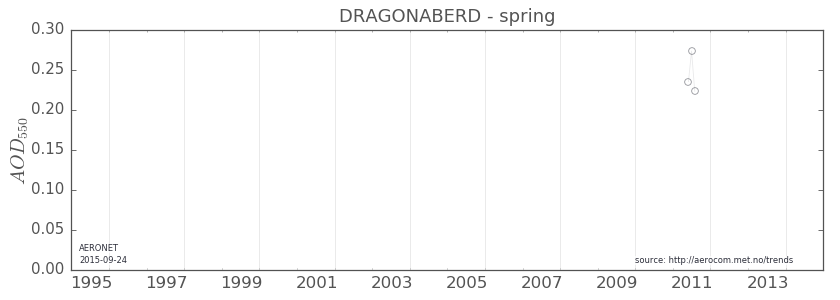 DRAGONABERD - spring
0.30
0.25
0.20
0.15
0.10
0.05
0.00
AOD550
AERONET
2015-09-24
source: http://aerocom.met.no/trends
1995 1997 1999 2001 2003 2005 2007 2009 2011 2013